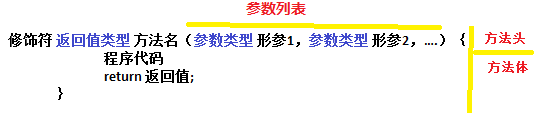 参数列表
修饰符 返回值类型 方法名（参数类型 形参1，参数类型 形参2，....）{ 方法头
程序代码 方法体
return 返回值;
}